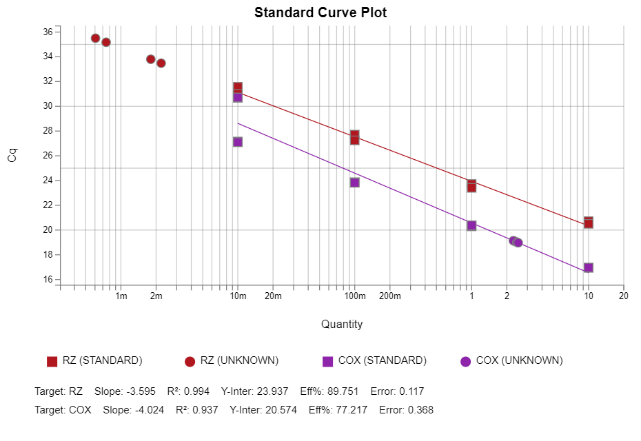 Standard Curve Plot
36
34
32
30
28
26
24
22
20
18
16
Cq
1m 2m 10m 20m 100m 200m 1 2 10 20
Quantity
RZ (STANDARD) RZ (UNKNOWN) COX (STANDARD) COX (UNKNOWN)
Target: RZ Slope: -3.595 R²: 0.994 Y-Inter: 23.937 Eff%: 89.751 Error: 0.117
Target: COX Slope: -4.024 R²: 0.937 Y-Inter: 20.574 Eff%: 77.217 Error: 0.368